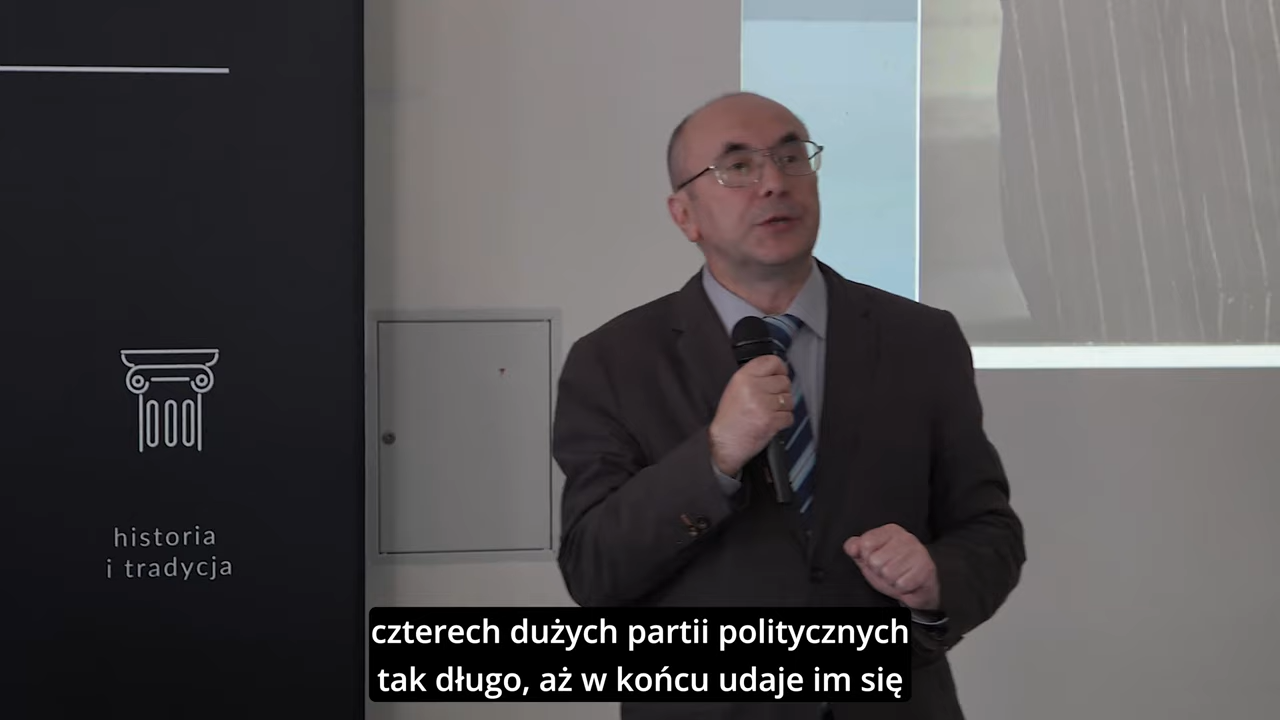 historia
i tradycja
czterech dużych partii politycznych
tak długo, aż w końcu udaje im się